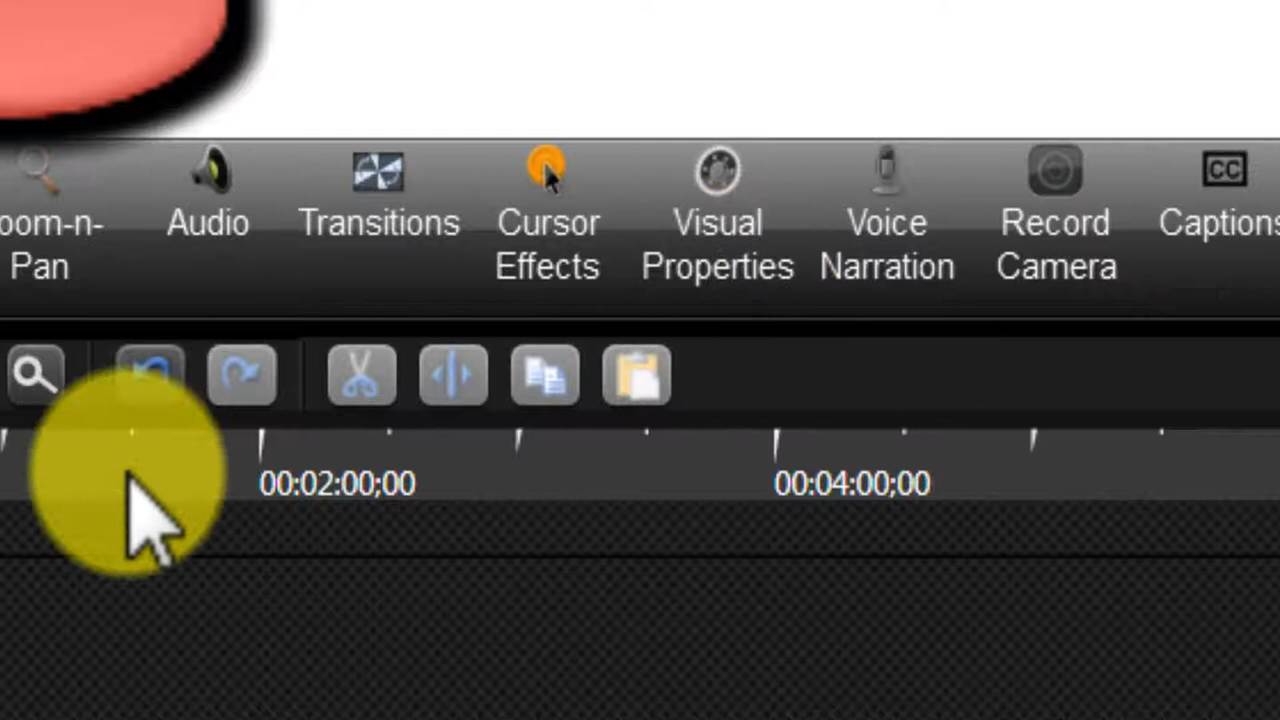 oom-n-
Pan
Audio
Transitions
Cursor
Effects
Visual
Properties
Voice
Narration
Record
Camera
CC
Captions
00:02:00;00
00:04:00;00